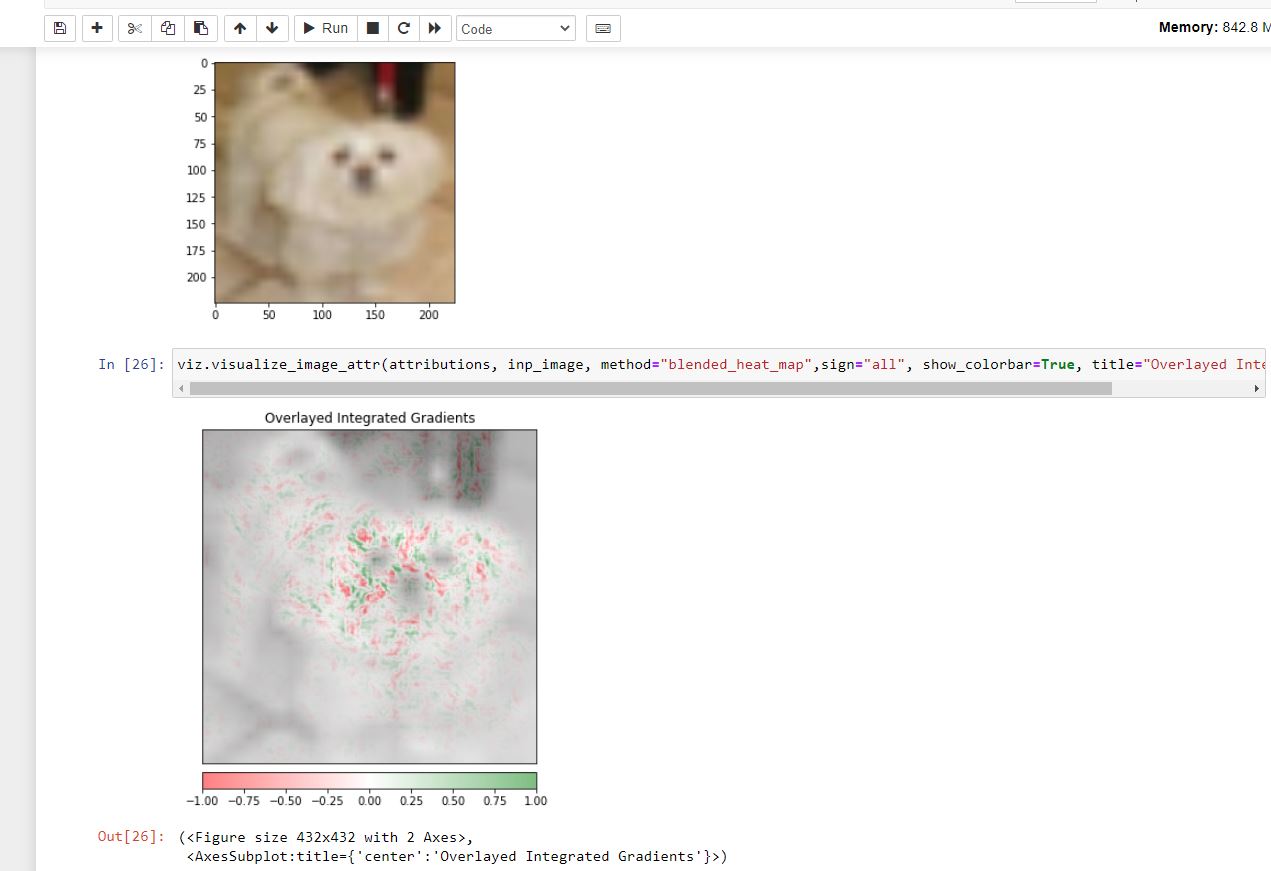 Run
Code
Memory: 842.8 M
0
25
50
75
100
125
150
175
200
0 50 100 150 200
In [26]: viz.visualize_image_attr(attributions, inp_image, method="blended_heat_map",sign="all", show_colorbar=True, title="Overlayed Inte
Overlayed Integrated Gradients
−1.00 −0.75 −0.50 −0.25 0.00 0.25 0.50 0.75 1.00
Out[26]: (<Figure size 432x432 with 2 Axes>,
<AxesSubplot:title={'center':'Overlayed Integrated Gradients'}>)